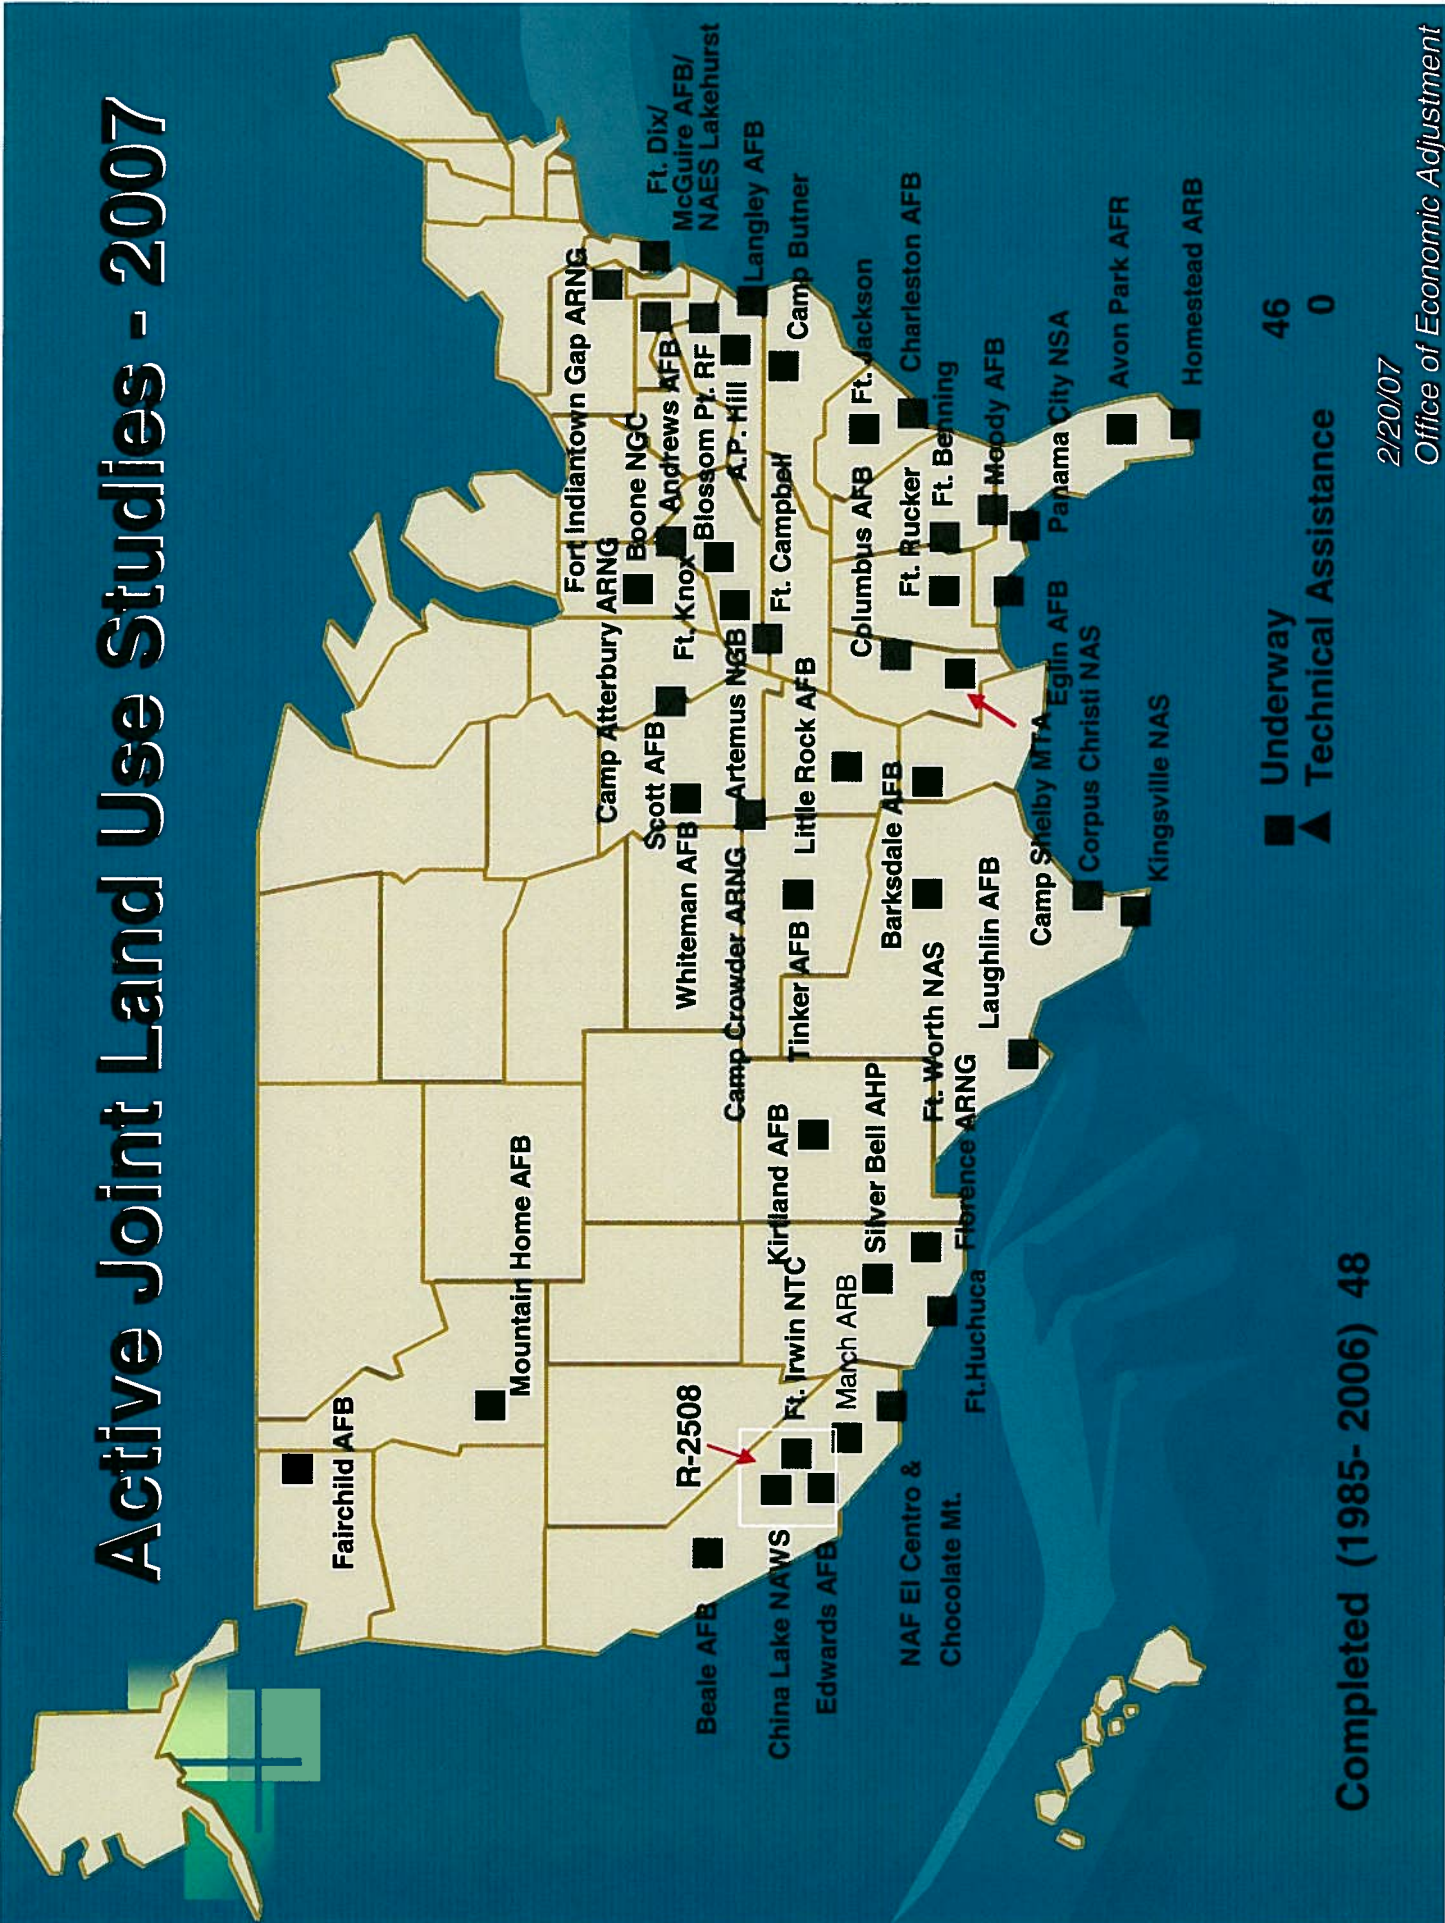 Active Joint Land Use Studies - 2007
Fairchild AFB
Mountain Home AFB
R-2508
Beale AFB
China Lake NAWS
Edwards AFB
NAF El Centro &
Chocolate Mt.
Ft. Irwin NTC
March ARB
Kirtland AFB
Silver Bell AHP
Ft.Huchuca
Florence ARNG
Ft. Worth NAS
Laughlin AFB
Camp Crowder ARNG
Tinker AFB
Whiteman AFB
Scott AFB
Camp Atterbury ARNG
Artemus NGB
Little Rock AFB
Barksdale AFB
Camp Shelby MTA
Corpus Christi NAS
Kingsville NAS
Eglin AFB
Fort Indiantown Gap ARNG
Boone NGC
Andrews AFB
Ft. Knox
Blossom Pt. RF
A.P. Hill
Ft. Campbell
Columbus AFB
Ft. Rucker
Ft. Benning
Moody AFB
Panama City NSA
Ft. Dix/
McGuire AFB/
NAES Lakehurst
Langley AFB
Camp Butner
Ft. Jackson
Charleston AFB
Avon Park AFR
Homestead ARB
Underway 46
Technical Assistance 0
Completed (1985- 2006) 48
2/20/07
Office of Economic Adjustment